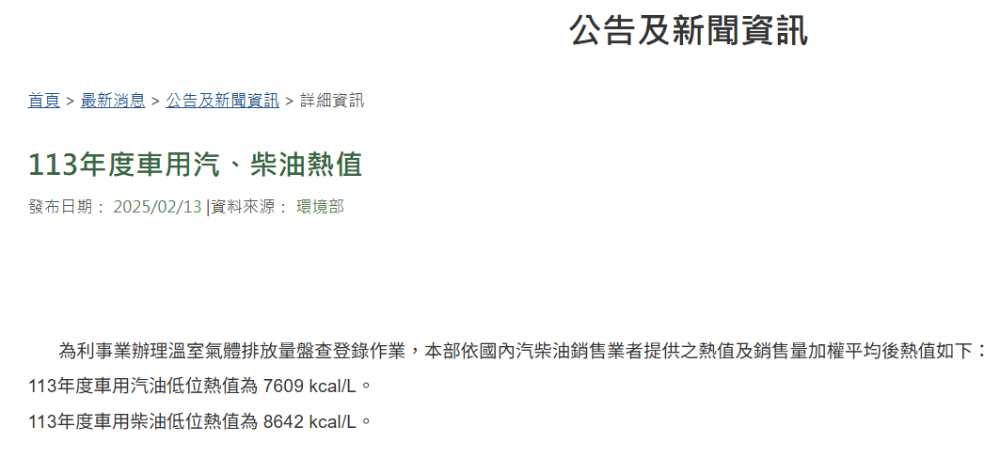 公告及新聞資訊
首頁 > 最新消息 > 公告及新聞資訊 > 詳細資訊
113年度車用汽、柴油熱值
發布日期： 2025/02/13 |資料來源： 環境部
為利事業辦理溫室氣體排放量盤查登錄作業，本部依國內汽柴油銷售業者提供之熱值及銷售量加權平均後熱值如下：
113年度車用汽油低位熱值為 7609 kcal/L。
113年度車用柴油低位熱值為 8642 kcal/L。